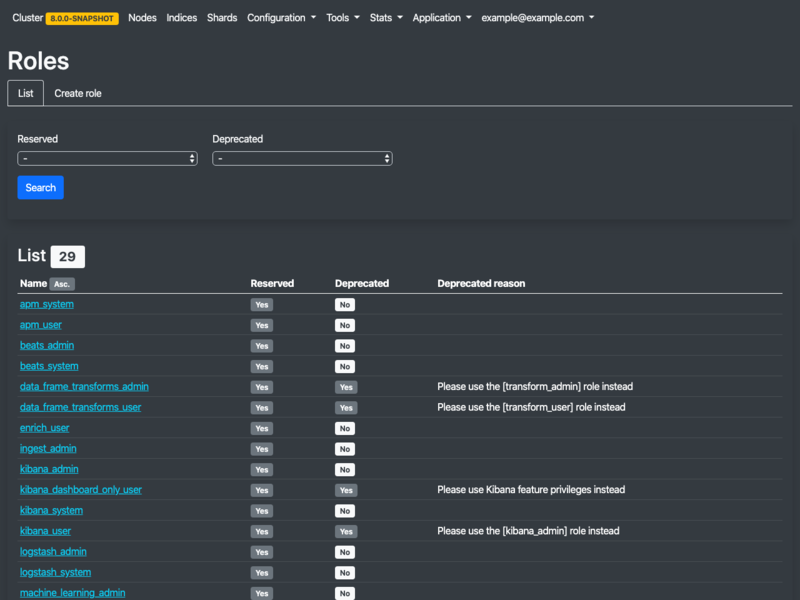 Cluster 8.0.0-SNAPSHOT Nodes Indices Shards Configuration Tools Stats Application example@example.com
Roles
List Create role
Reserved Deprecated
- -
Search
List 29
Name Asc. Reserved Deprecated Deprecated reason
apm_system Yes No
apm_user Yes No
beats_admin Yes No
beats_system Yes No
data_frame_transforms_admin Yes Yes Please use the [transform_admin] role instead
data_frame_transforms_user Yes Yes Please use the [transform_user] role instead
enrich_user Yes No
ingest_admin Yes No
kibana_admin Yes No
kibana_dashboard_only_user Yes Yes Please use Kibana feature privileges instead
kibana_system Yes No
kibana_user Yes Yes Please use the [kibana_admin] role instead
logstash_admin Yes No
logstash_system Yes No
machine_learning_admin Yes No